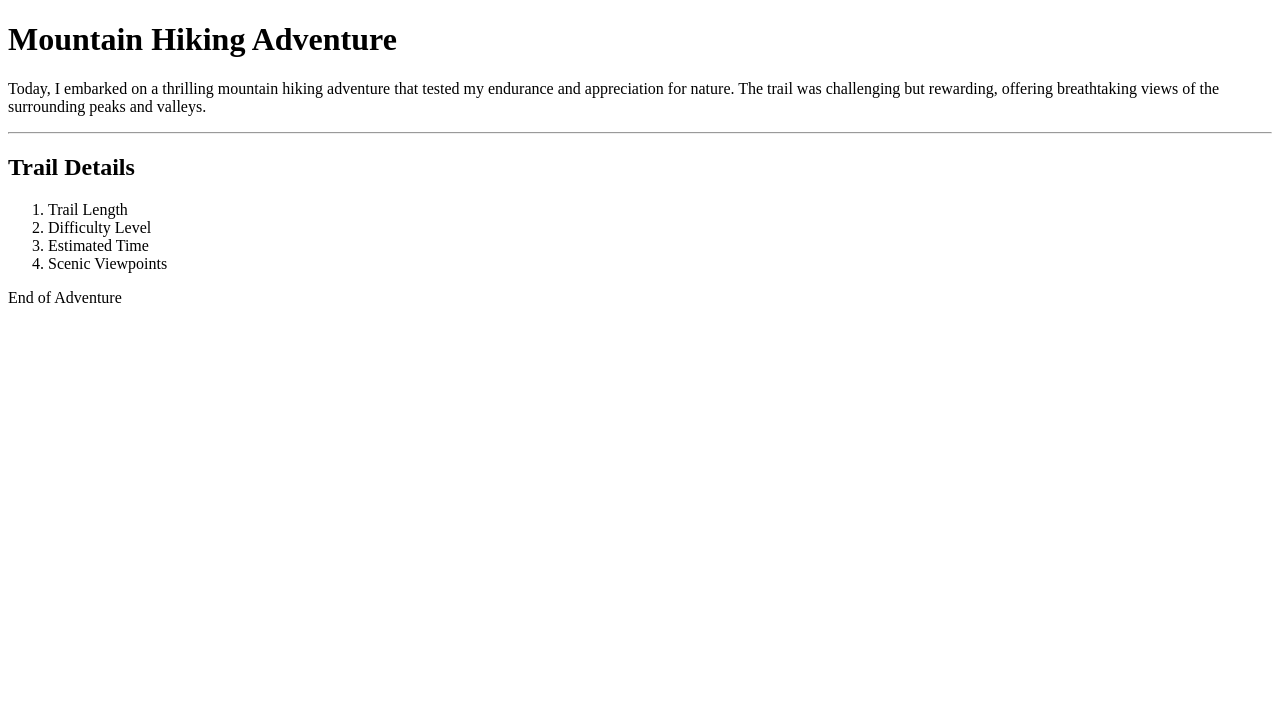 Mountain Hiking Adventure
Today, I embarked on a thrilling mountain hiking adventure that tested my endurance and appreciation for nature. The trail was challenging but rewarding, offering breathtaking views of the
surrounding peaks and valleys.
Trail Details
1. Trail Length
2. Difficulty Level
3. Estimated Time
4. Scenic Viewpoints
End of Adventure